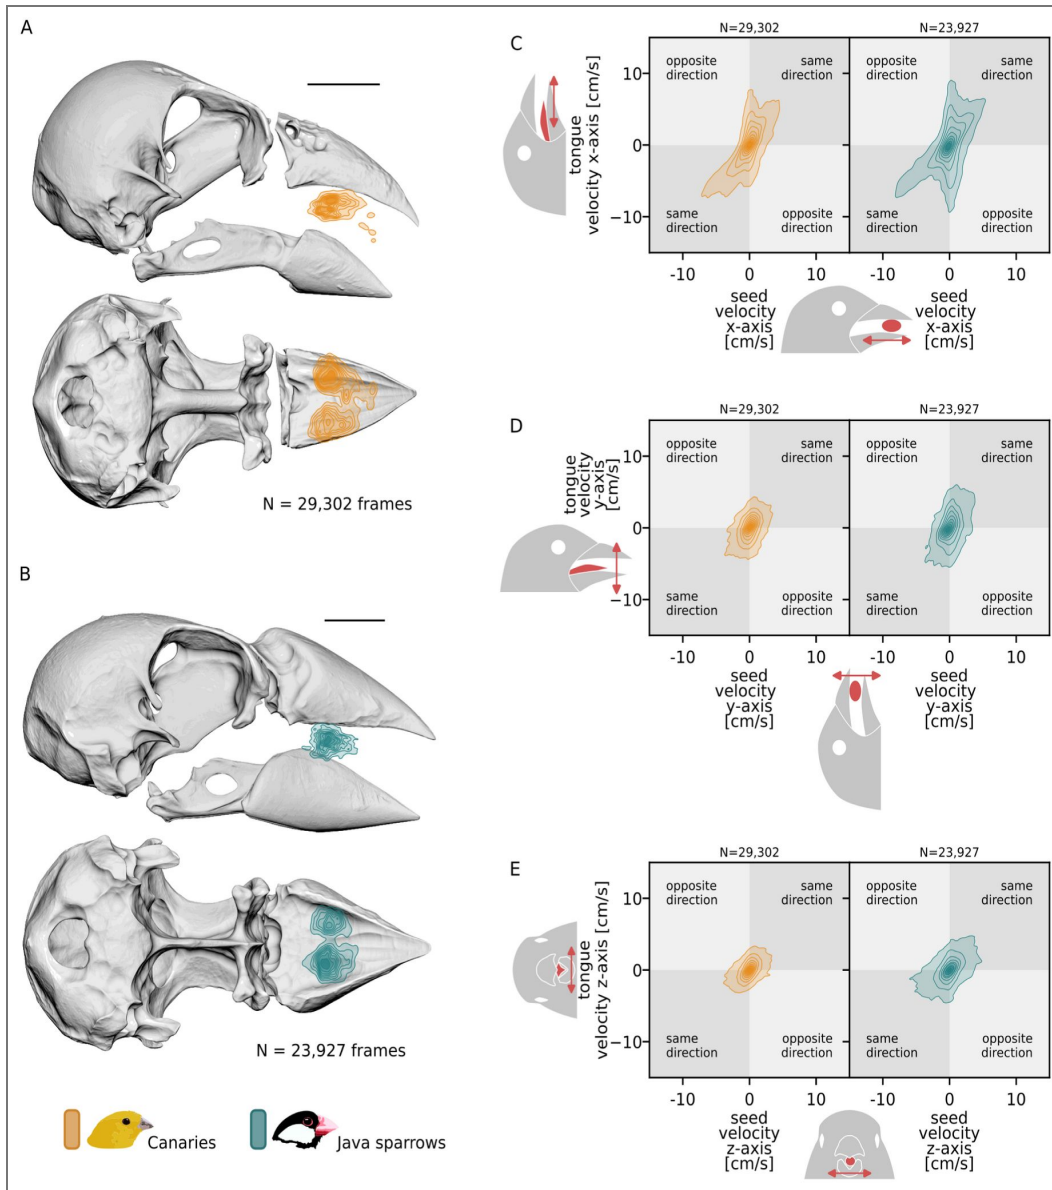 A
N = 29,302 frames
B
N = 23,927 frames
Canaries
Java sparrows
C
N=29,302
N=23,927
tongue
velocity x-axis [cm/s]
10
0
−10
opposite
direction
same
direction
same
direction
opposite
direction
opposite
direction
same
direction
same
direction
opposite
direction
-10
0
10
-10
0
10
seed
velocity
x-axis
[cm/s]
seed
velocity
x-axis
[cm/s]
D
N=29,302
N=23,927
tongue
velocity
y-axis
[cm/s]
10
0
−10
opposite
direction
same
direction
same
direction
opposite
direction
opposite
direction
same
direction
same
direction
opposite
direction
-10
0
10
-10
0
10
seed
velocity
y-axis
[cm/s]
seed
velocity
y-axis
[cm/s]
E
N=29,302
N=23,927
tongue
velocity z-axis [cm/s]
10
0
−10
opposite
direction
same
direction
same
direction
opposite
direction
opposite
direction
same
direction
same
direction
opposite
direction
-10
0
10
-10
0
10
seed
velocity
z-axis
[cm/s]
seed
velocity
z-axis
[cm/s]